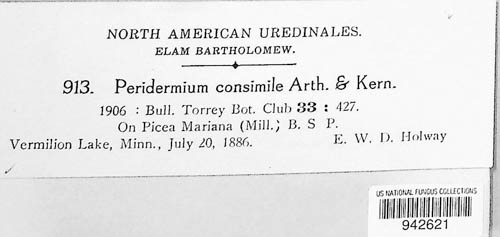 NORTH AMERICAN UREDINALES.
ELAM BARTHOLOMEW.
913. Peridermium consimile Arth. & Kern.
1906 : Bull. Torrey Bot. Club 33 : 427.
On Picea Mariana (Mill.) B. S P.
Vermilion Lake, Minn., July 20, 1886. E. W. D. Holway
US NATIONAL FUNGUS COLLECTIONS
942621